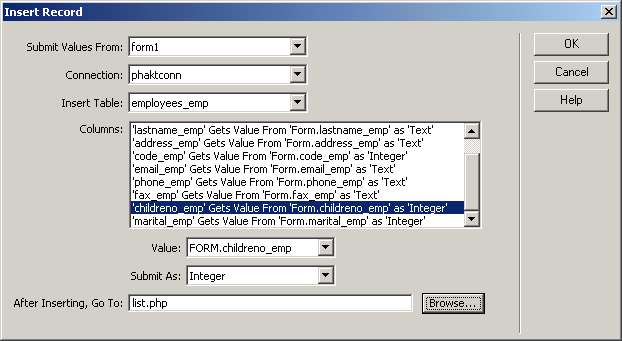 Insert Record
Submit Values From: form1
OK
Connection: phaktconn
Cancel
Insert Table: employees_emp
Help
Columns:
'lastname_emp' Gets Value From 'Form.lastname_emp' as 'Text'
'address_emp' Gets Value From 'Form.address_emp' as 'Text'
'code_emp' Gets Value From 'Form.code_emp' as 'Integer'
'email_emp' Gets Value From 'Form.email_emp' as 'Text'
'phone_emp' Gets Value From 'Form.phone_emp' as 'Text'
'fax_emp' Gets Value From 'Form.fax_emp' as 'Text'
'childreno_emp' Gets Value From 'Form.childreno_emp' as 'Integer'
'marital_emp' Gets Value From 'Form.marital_emp' as 'Integer'
Value: FORM.childreno_emp
Submit As: Integer
After Inserting, Go To: list.php Browse...